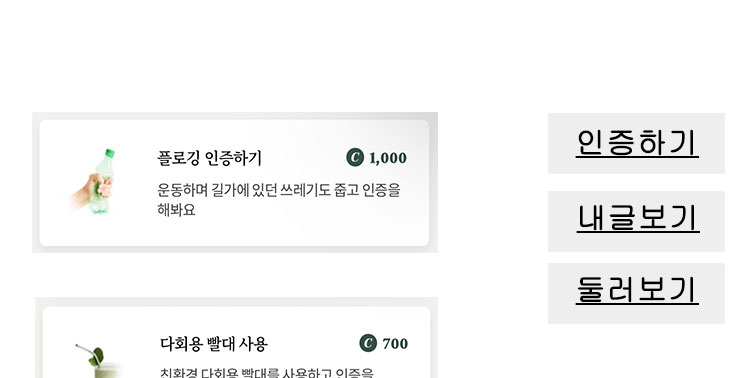 플로깅 인증하기
C 1,000
운동하며 길가에 있던 쓰레기도 줍고 인증을
해봐요
다회용 빨대 사용
C 700
친환경 다회용 빨대를 사용하고 인증을
인증하기
내글보기
둘러보기